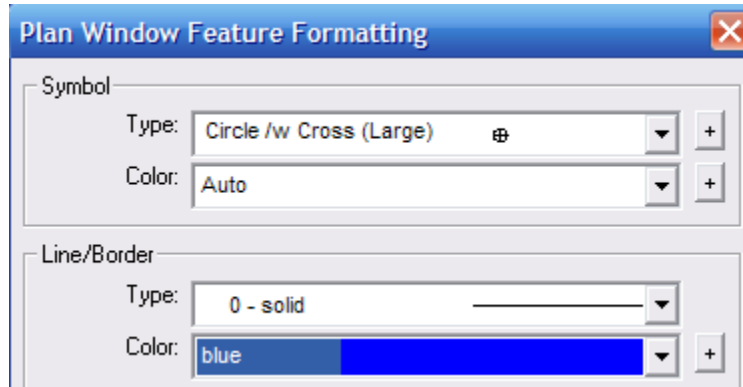 Plan Window Feature Formatting
Symbol
Type: Circle /w Cross (Large)
+
Color: Auto
+
Line/Border
Type: 0 - solid
Color: blue
+